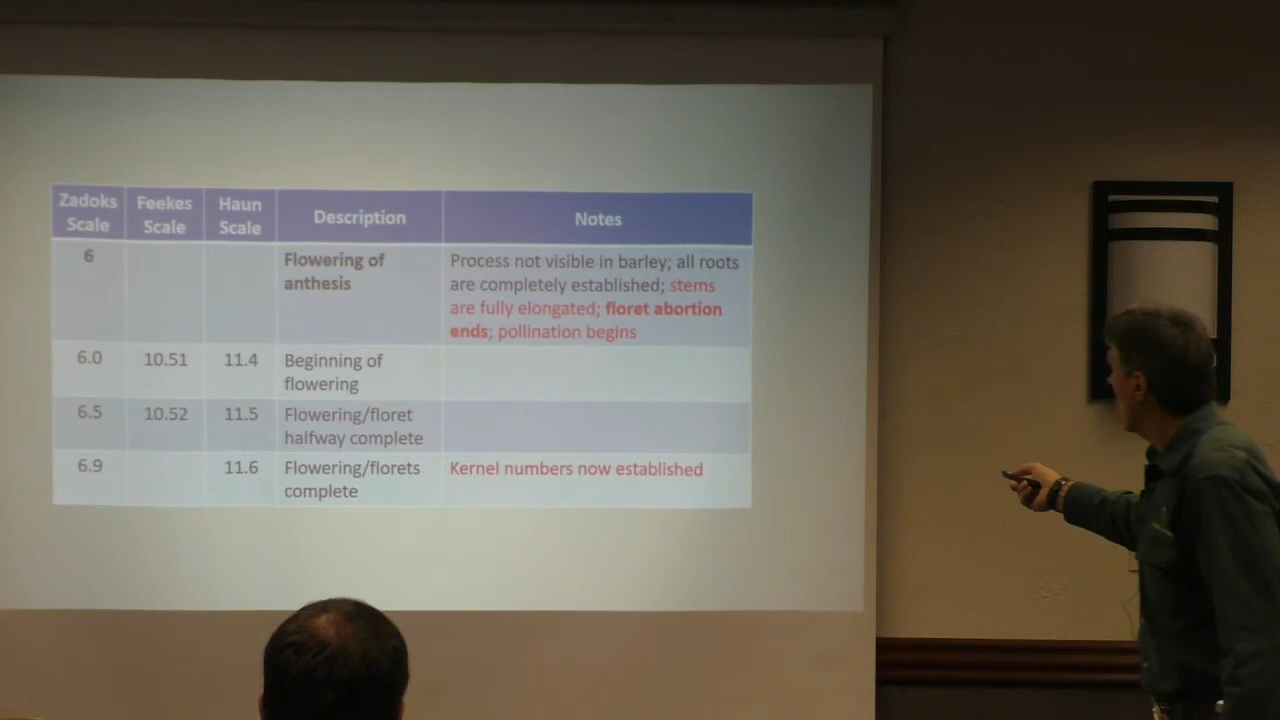 Zadoks Scale Feekes Scale Haun Scale Description Notes
6 Flowering of anthesis Process not visible in barley; all roots are completely established; stems are fully elongated; floret abortion ends; pollination begins
6.0 10.51 11.4 Beginning of flowering
6.5 10.52 11.5 Flowering/floret halfway complete
6.9 11.6 Flowering/florets complete Kernel numbers now established